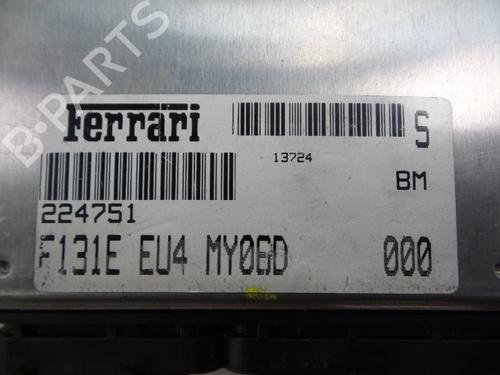 B-PARTS
Ferrari
S
13724
BM
224751
F131E EU4 MY06D 000